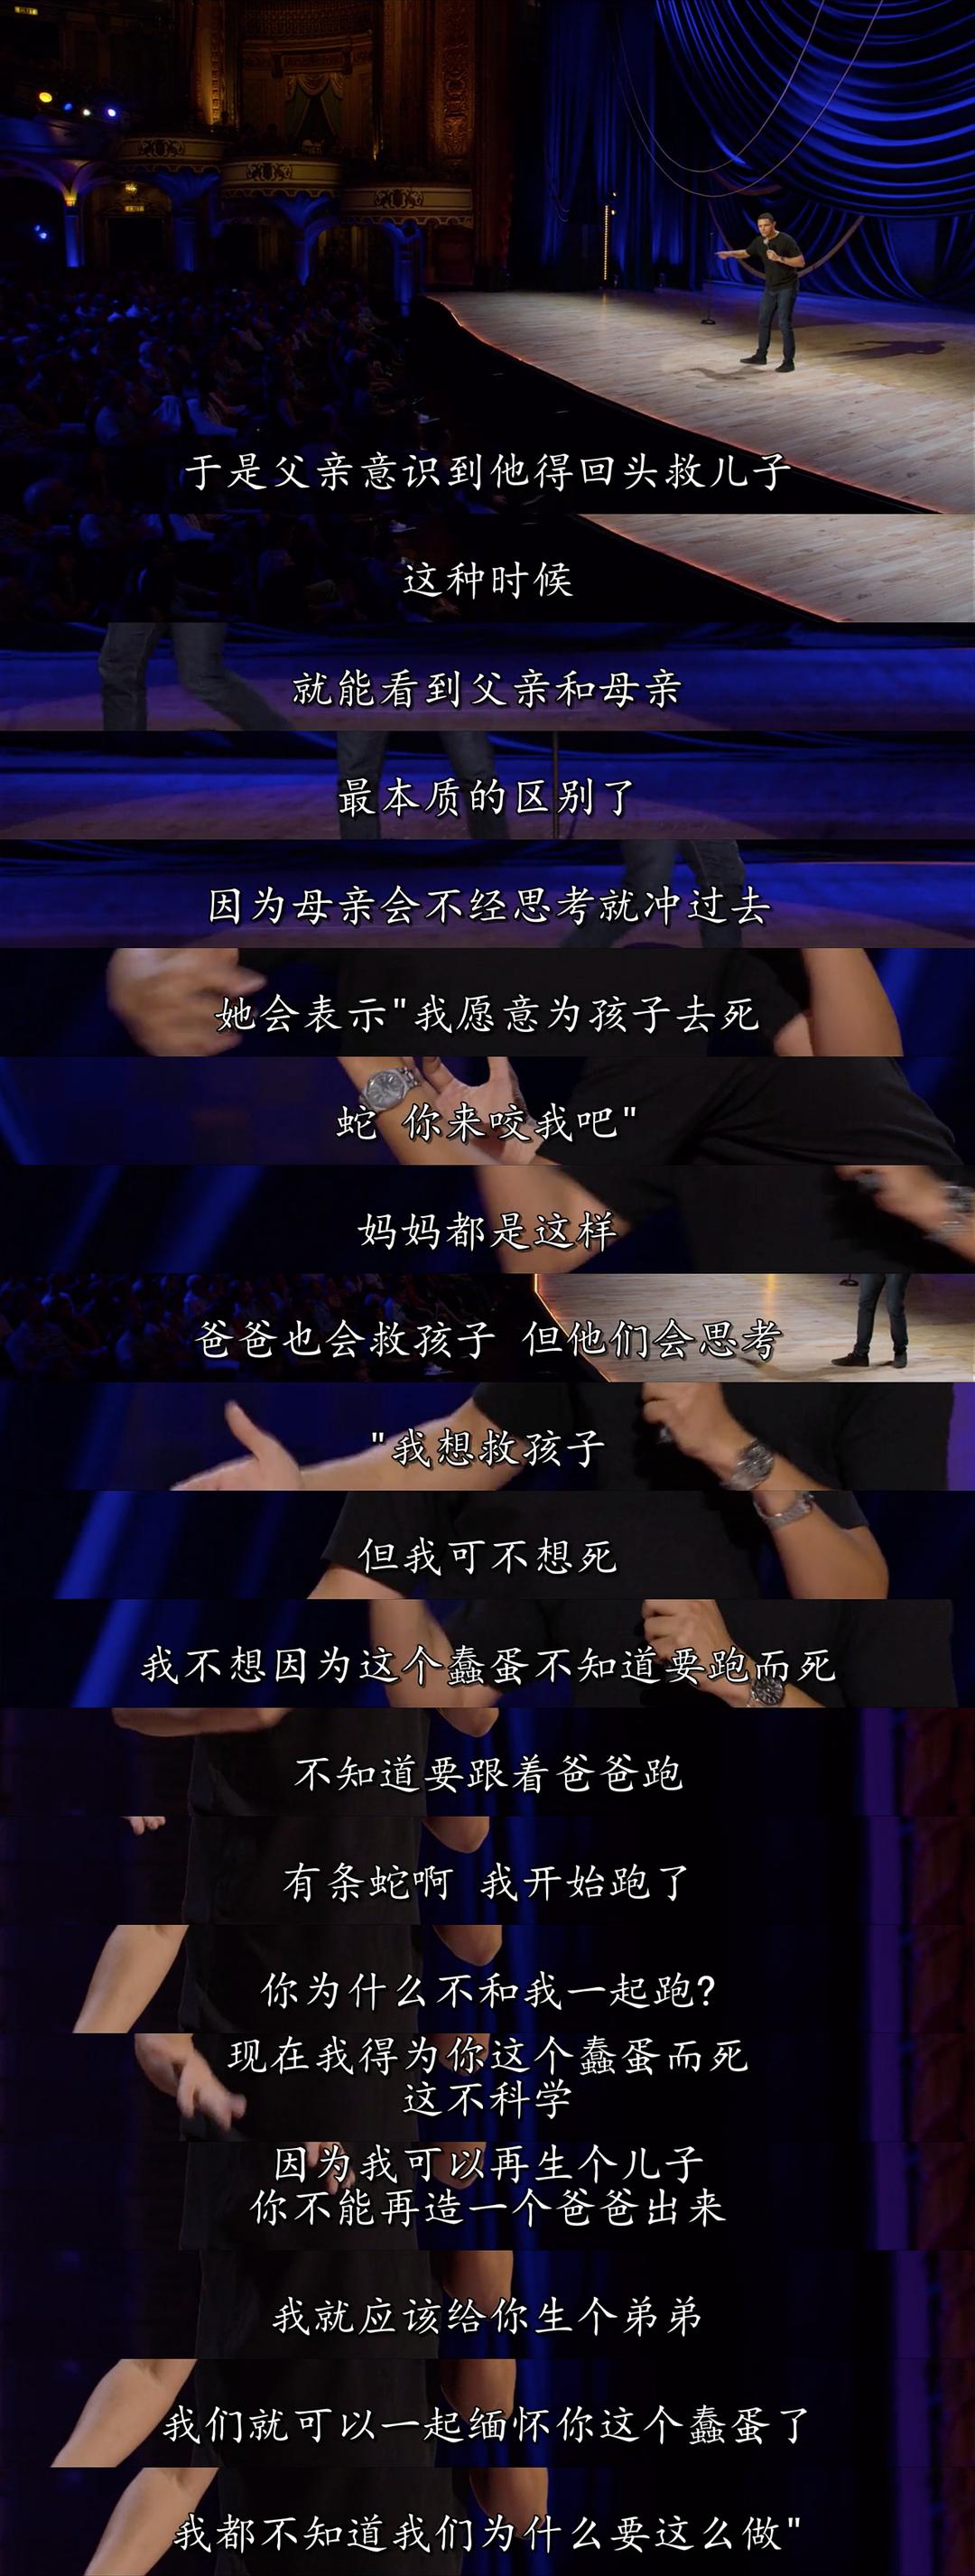 于是父亲意识到他得回头救儿子
这种时候
就能看到父亲和母亲
最本质的区别了
因为母亲会不经思考就冲过去
她会表示"我愿意为孩子去死
蛇 你来咬我吧"
妈妈都是这样
爸爸也会救孩子 但他们会思考
"我想救孩子
但我可不想死
我不想因为这个蠢蛋不知道要跑而死
不知道要跟着爸爸跑
有条蛇啊 我开始跑了
你为什么不和我一起跑?
现在我得为你这个蠢蛋而死
这不科学
因为我可以再生个儿子
你不能再造一个爸爸出来
我就应该给你生个弟弟
我们就可以一起缅怀你这个蠢蛋了
我都不知道我们为什么要这么做"